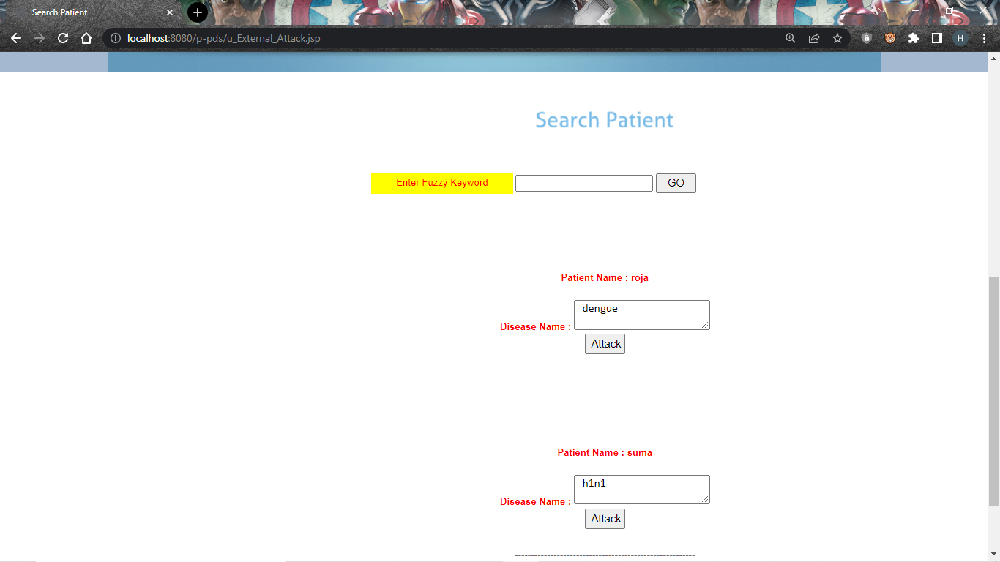 Search Patient
localhost:8080/p-pds/u_External_Attack.jsp
H
Search Patient
Enter Fuzzy Keyword
GO
Patient Name : roja
dengue
Disease Name :
Attack
--------------------------------------------------------
Patient Name : suma
h1n1
Disease Name :
Attack
--------------------------------------------------------